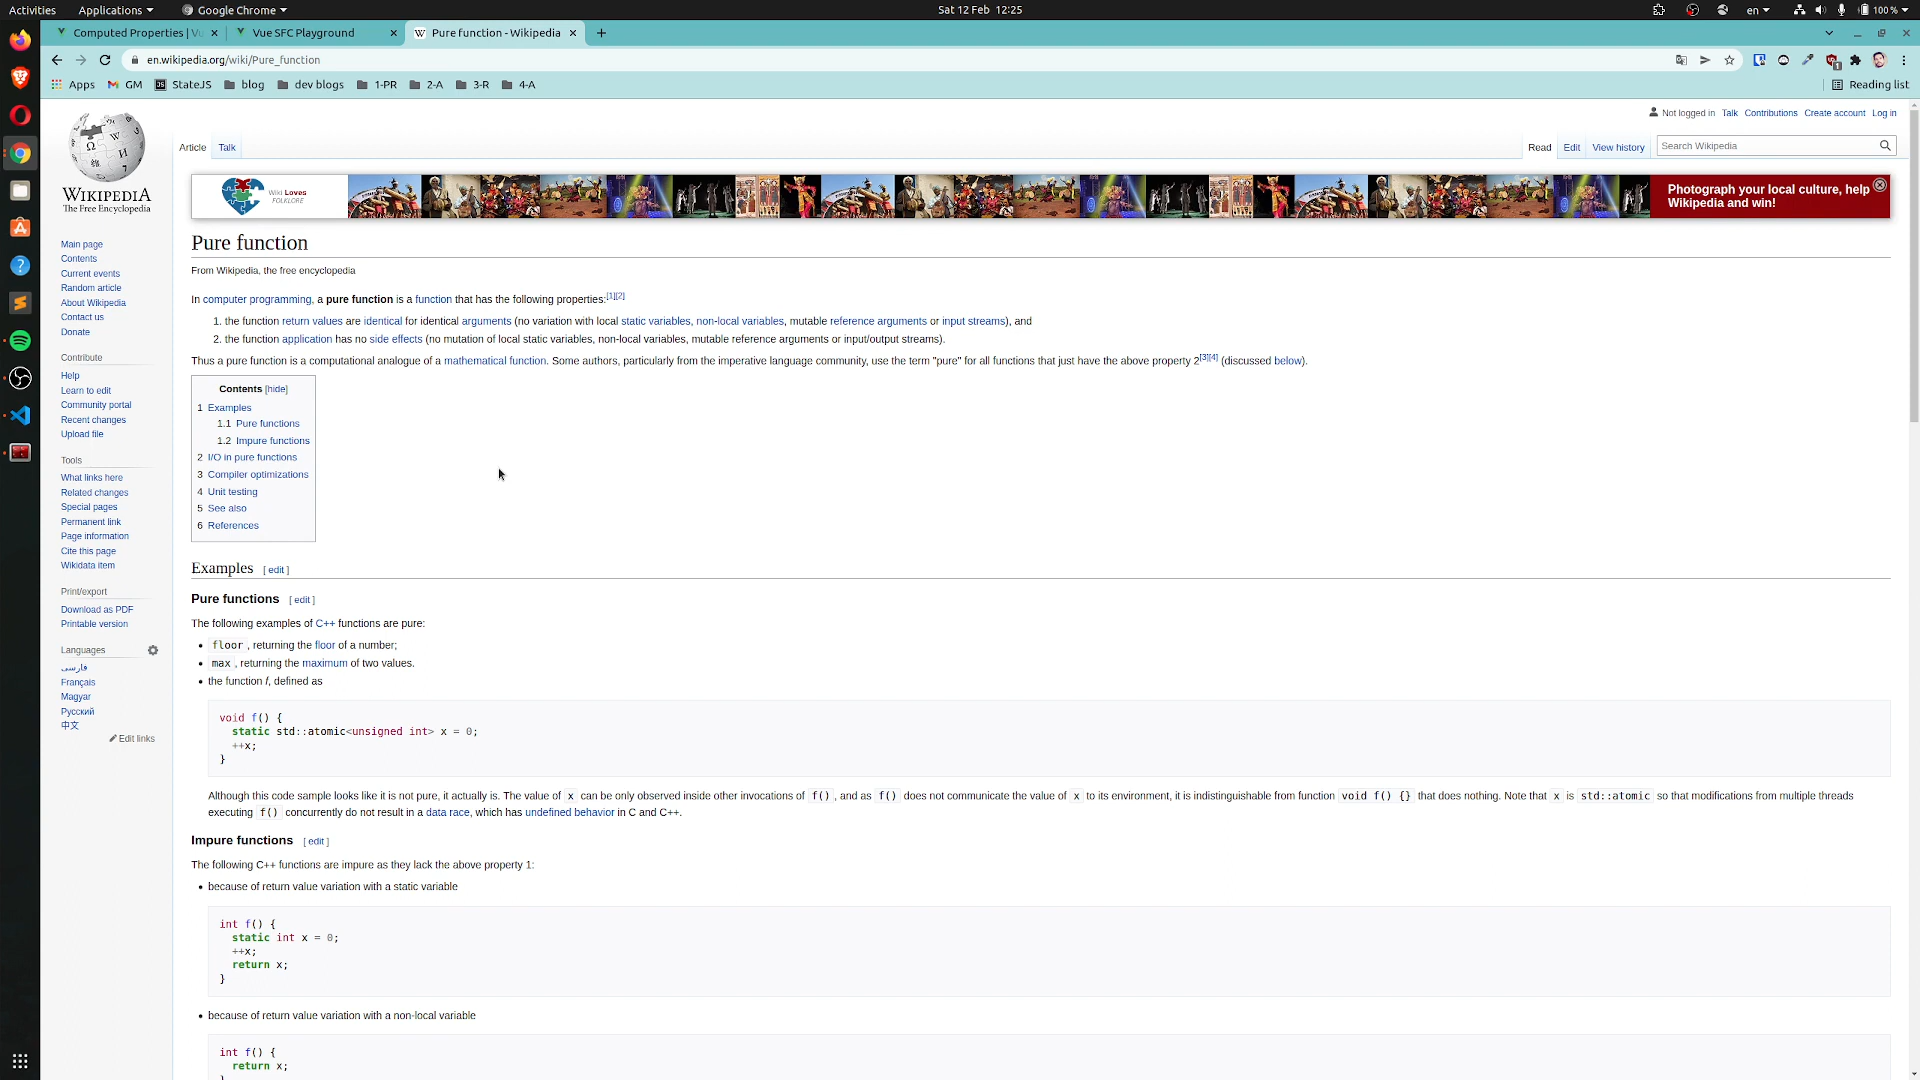 Activities Applications Google Chrome Sat 12 Feb 12:25 en 100 %
Computed Properties | Vu Vue SFC Playground Pure function - Wikipedia
en.wikipedia.org/wiki/Pure_function
Apps GM StateJS blog dev blogs 1-PR 2-A 3-R 4-A Reading list
Not logged in Talk Contributions Create account Log in
Article Talk Read Edit View history Search Wikipedia
WIKIPEDIA
The Free Encyclopedia
Wiki Loves
FOLKLORE
Photograph your local culture, help
Wikipedia and win!
Main page
Contents
Current events
Random article
About Wikipedia
Contact us
Donate
Contribute
Help
Learn to edit
Community portal
Recent changes
Upload file
Tools
What links here
Related changes
Special pages
Permanent link
Page information
Cite this page
Wikidata item
Print/export
Download as PDF
Printable version
Languages
فارسی
Français
Magyar
Русский
中文
Edit links
Pure function
From Wikipedia, the free encyclopedia
In computer programming, a pure function is a function that has the following properties:[1][2]
1. the function return values are identical for identical arguments (no variation with local static variables, non-local variables, mutable reference arguments or input streams), and
2. the function application has no side effects (no mutation of local static variables, non-local variables, mutable reference arguments or input/output streams).
Thus a pure function is a computational analogue of a mathematical function. Some authors, particularly from the imperative language community, use the term "pure" for all functions that just have the above property 2[3][4] (discussed below).
Contents [hide]
1 Examples
1.1 Pure functions
1.2 Impure functions
2 I/O in pure functions
3 Compiler optimizations
4 Unit testing
5 See also
6 References
Examples [ edit ]
Pure functions [ edit ]
The following examples of C++ functions are pure:
• floor , returning the floor of a number;
• max , returning the maximum of two values.
• the function f, defined as
void f() {
static std::atomic<unsigned int> x = 0;
++x;
}
Although this code sample looks like it is not pure, it actually is. The value of x can be only observed inside other invocations of f() , and as f() does not communicate the value of x to its environment, it is indistinguishable from function void f() {} that does nothing. Note that x is std::atomic so that modifications from multiple threads
executing f() concurrently do not result in a data race, which has undefined behavior in C and C++.
Impure functions [ edit ]
The following C++ functions are impure as they lack the above property 1:
• because of return value variation with a static variable
int f() {
static int x = 0;
++x;
return x;
}
• because of return value variation with a non-local variable
int f() {
return x;
}